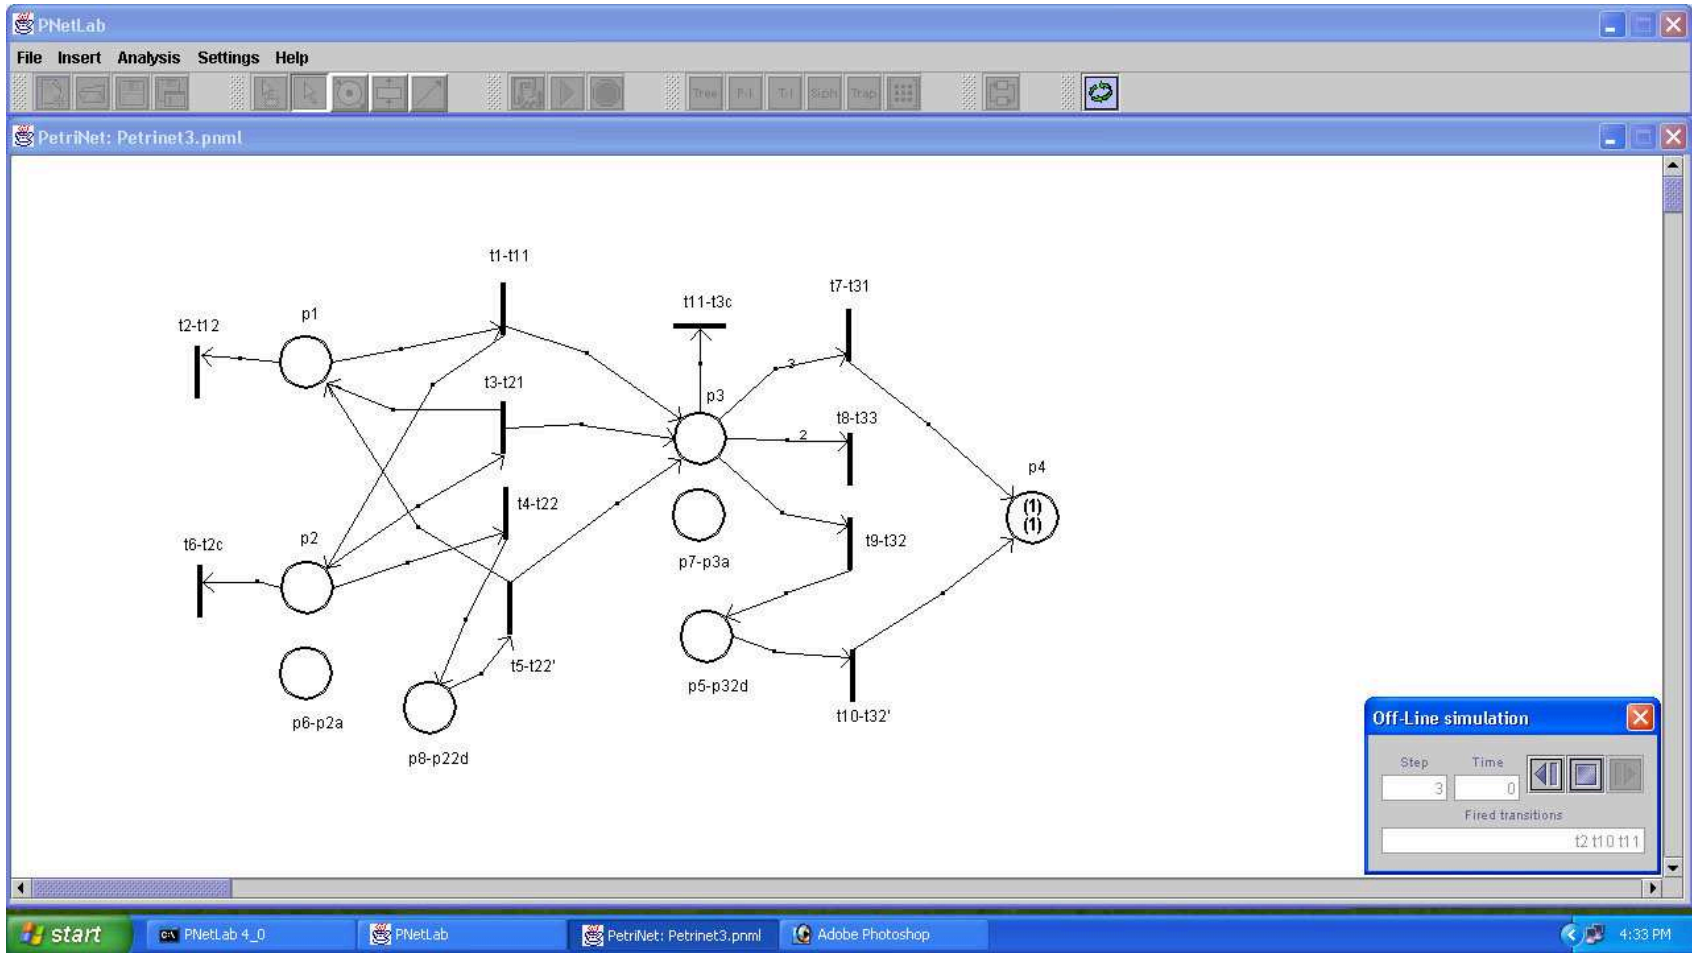 PNetLab
File Insert Analysis Settings Help
Tree P-I T-I Siph Trap
PetriNet: Petrinet3.pnml
t1-t11
t7-t31
t11-t3c
p1
t2-t12
3
t3-t21
p3
t8-t33
2
p4
(1)
(1)
t4-t22
p2
t6-t2c
t9-t32
p7-p3a
t5-t22'
p5-p32d
p6-p2a
t10-t32'
p8-p22d
Off-Line simulation
Step Time
3 0
Fired transitions
t2 t10 t11
start
PNetLab 4_0
PNetLab
PetriNet: Petrinet3.pnml
Adobe Photoshop
4:33 PM